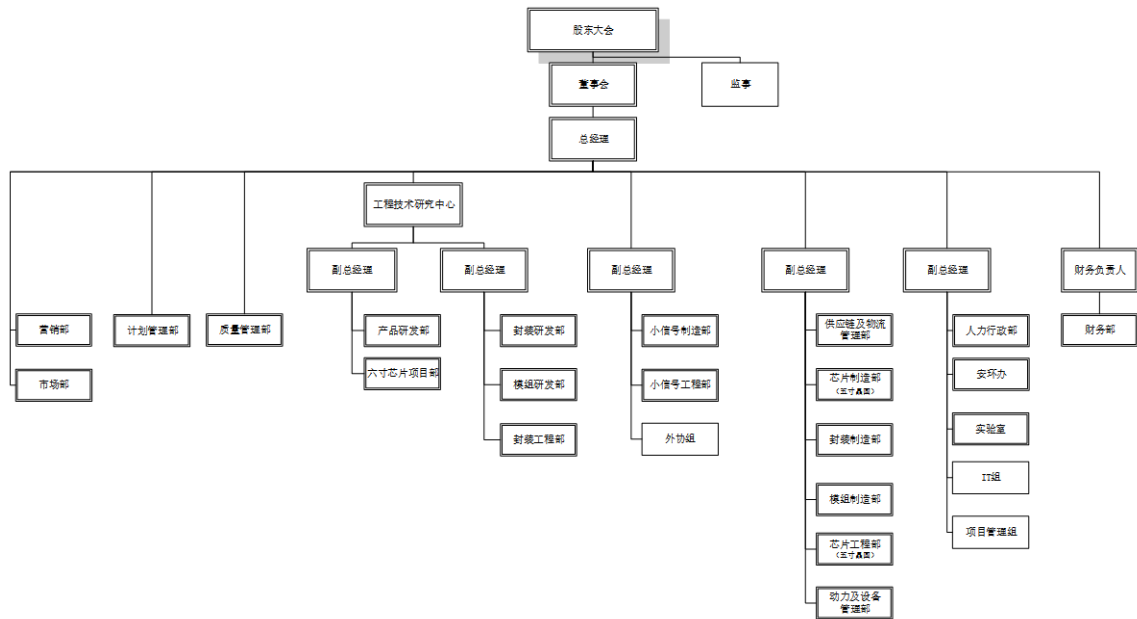 股东大会
董事会
监事
总经理
工程技术研究中心
副总经理
副总经理
副总经理
副总经理
副总经理
财务负责人
营销部
计划管理部
质量管理部
产品研发部
封装研发部
小信号制造部
供应链及物流
管理部
人力行政部
财务部
市场部
六寸芯片项目部
模组研发部
小信号工程部
芯片制造部
（五寸晶圆）
安环办
封装工程部
外协组
封装制造部
实验室
IT组
模组制造部
项目管理组
芯片工程部
（五寸晶圆）
动力及设备
管理部